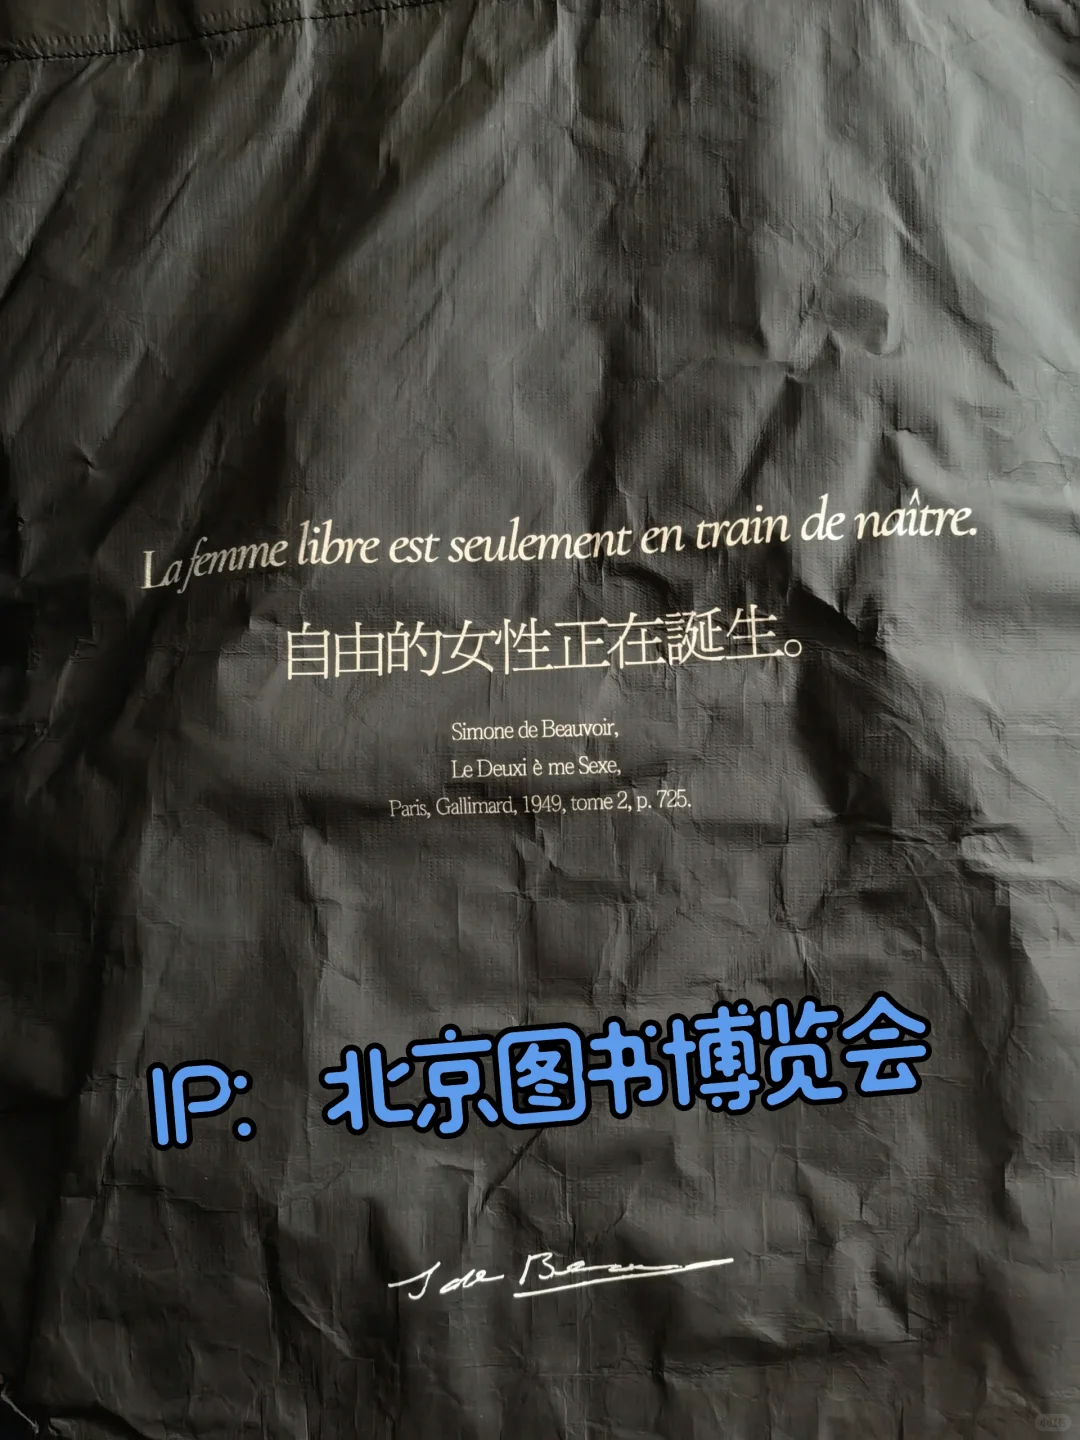 La femme libre est seulement en train de naître.
自由的女性正在誕生。
Simone de Beauvoir,
Le Deuxi è me Sexe,
Paris, Gallimard, 1949, tome 2, p. 725.
IP: 北京图书博览会
S de Beauvoir